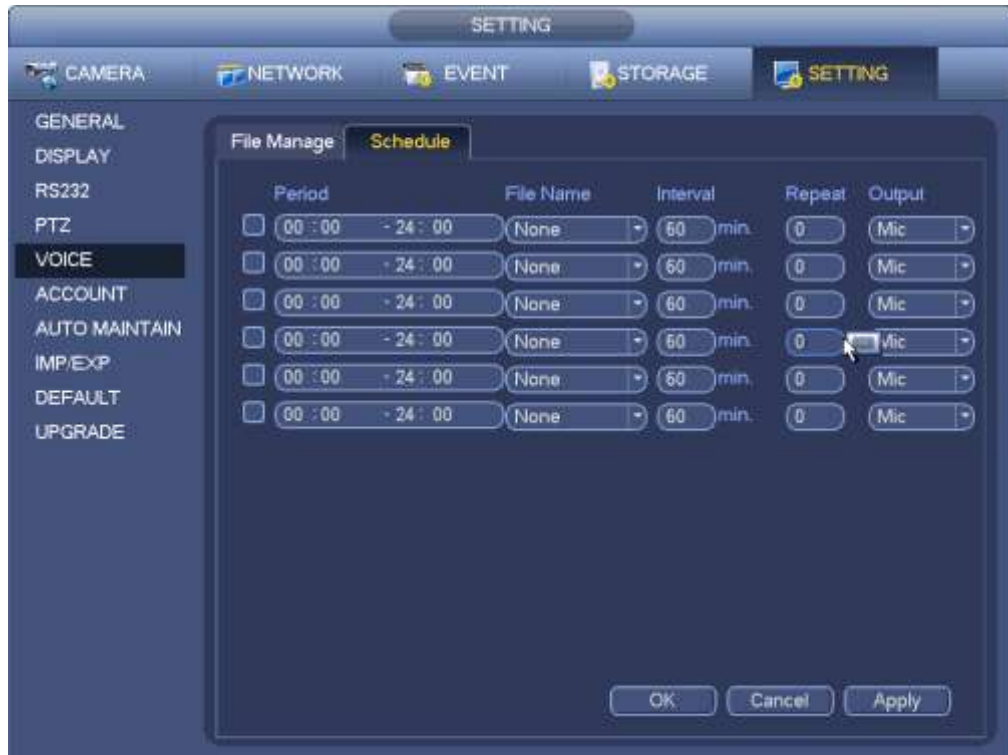 SETTING
CAMERA NETWORK EVENT STORAGE SETTING
GENERAL
DISPLAY
RS232
PTZ
VOICE
ACCOUNT
AUTO MAINTAIN
IMP/EXP
DEFAULT
UPGRADE
File Manage Schedule
Period File Name Interval Repeat Output
00 : 00 - 24 : 00 None 60 min. 0 Mic
00 : 00 - 24 : 00 None 60 min. 0 Mic
00 : 00 - 24 : 00 None 60 min. 0 Mic
00 : 00 - 24 : 00 None 60 min. 0 Mic
00 : 00 - 24 : 00 None 60 min. 0 Mic
00 : 00 - 24 : 00 None 60 min. 0 Mic
OK Cancel Apply